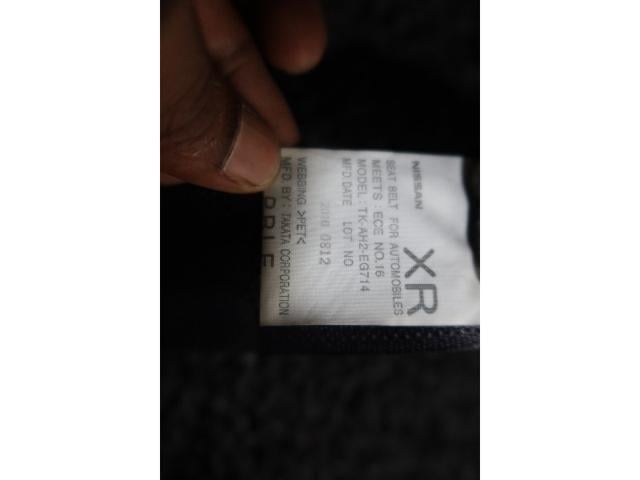 NISSAN
XR
SEAT BELT FOR AUTOMOBILES
MEETS : ECE NO.16
MODEL: TK-AH2-EG714
MFD.DATE LOT NO
0812
WEBBING >PET<
MFD BY: TAKATA CORPORATION